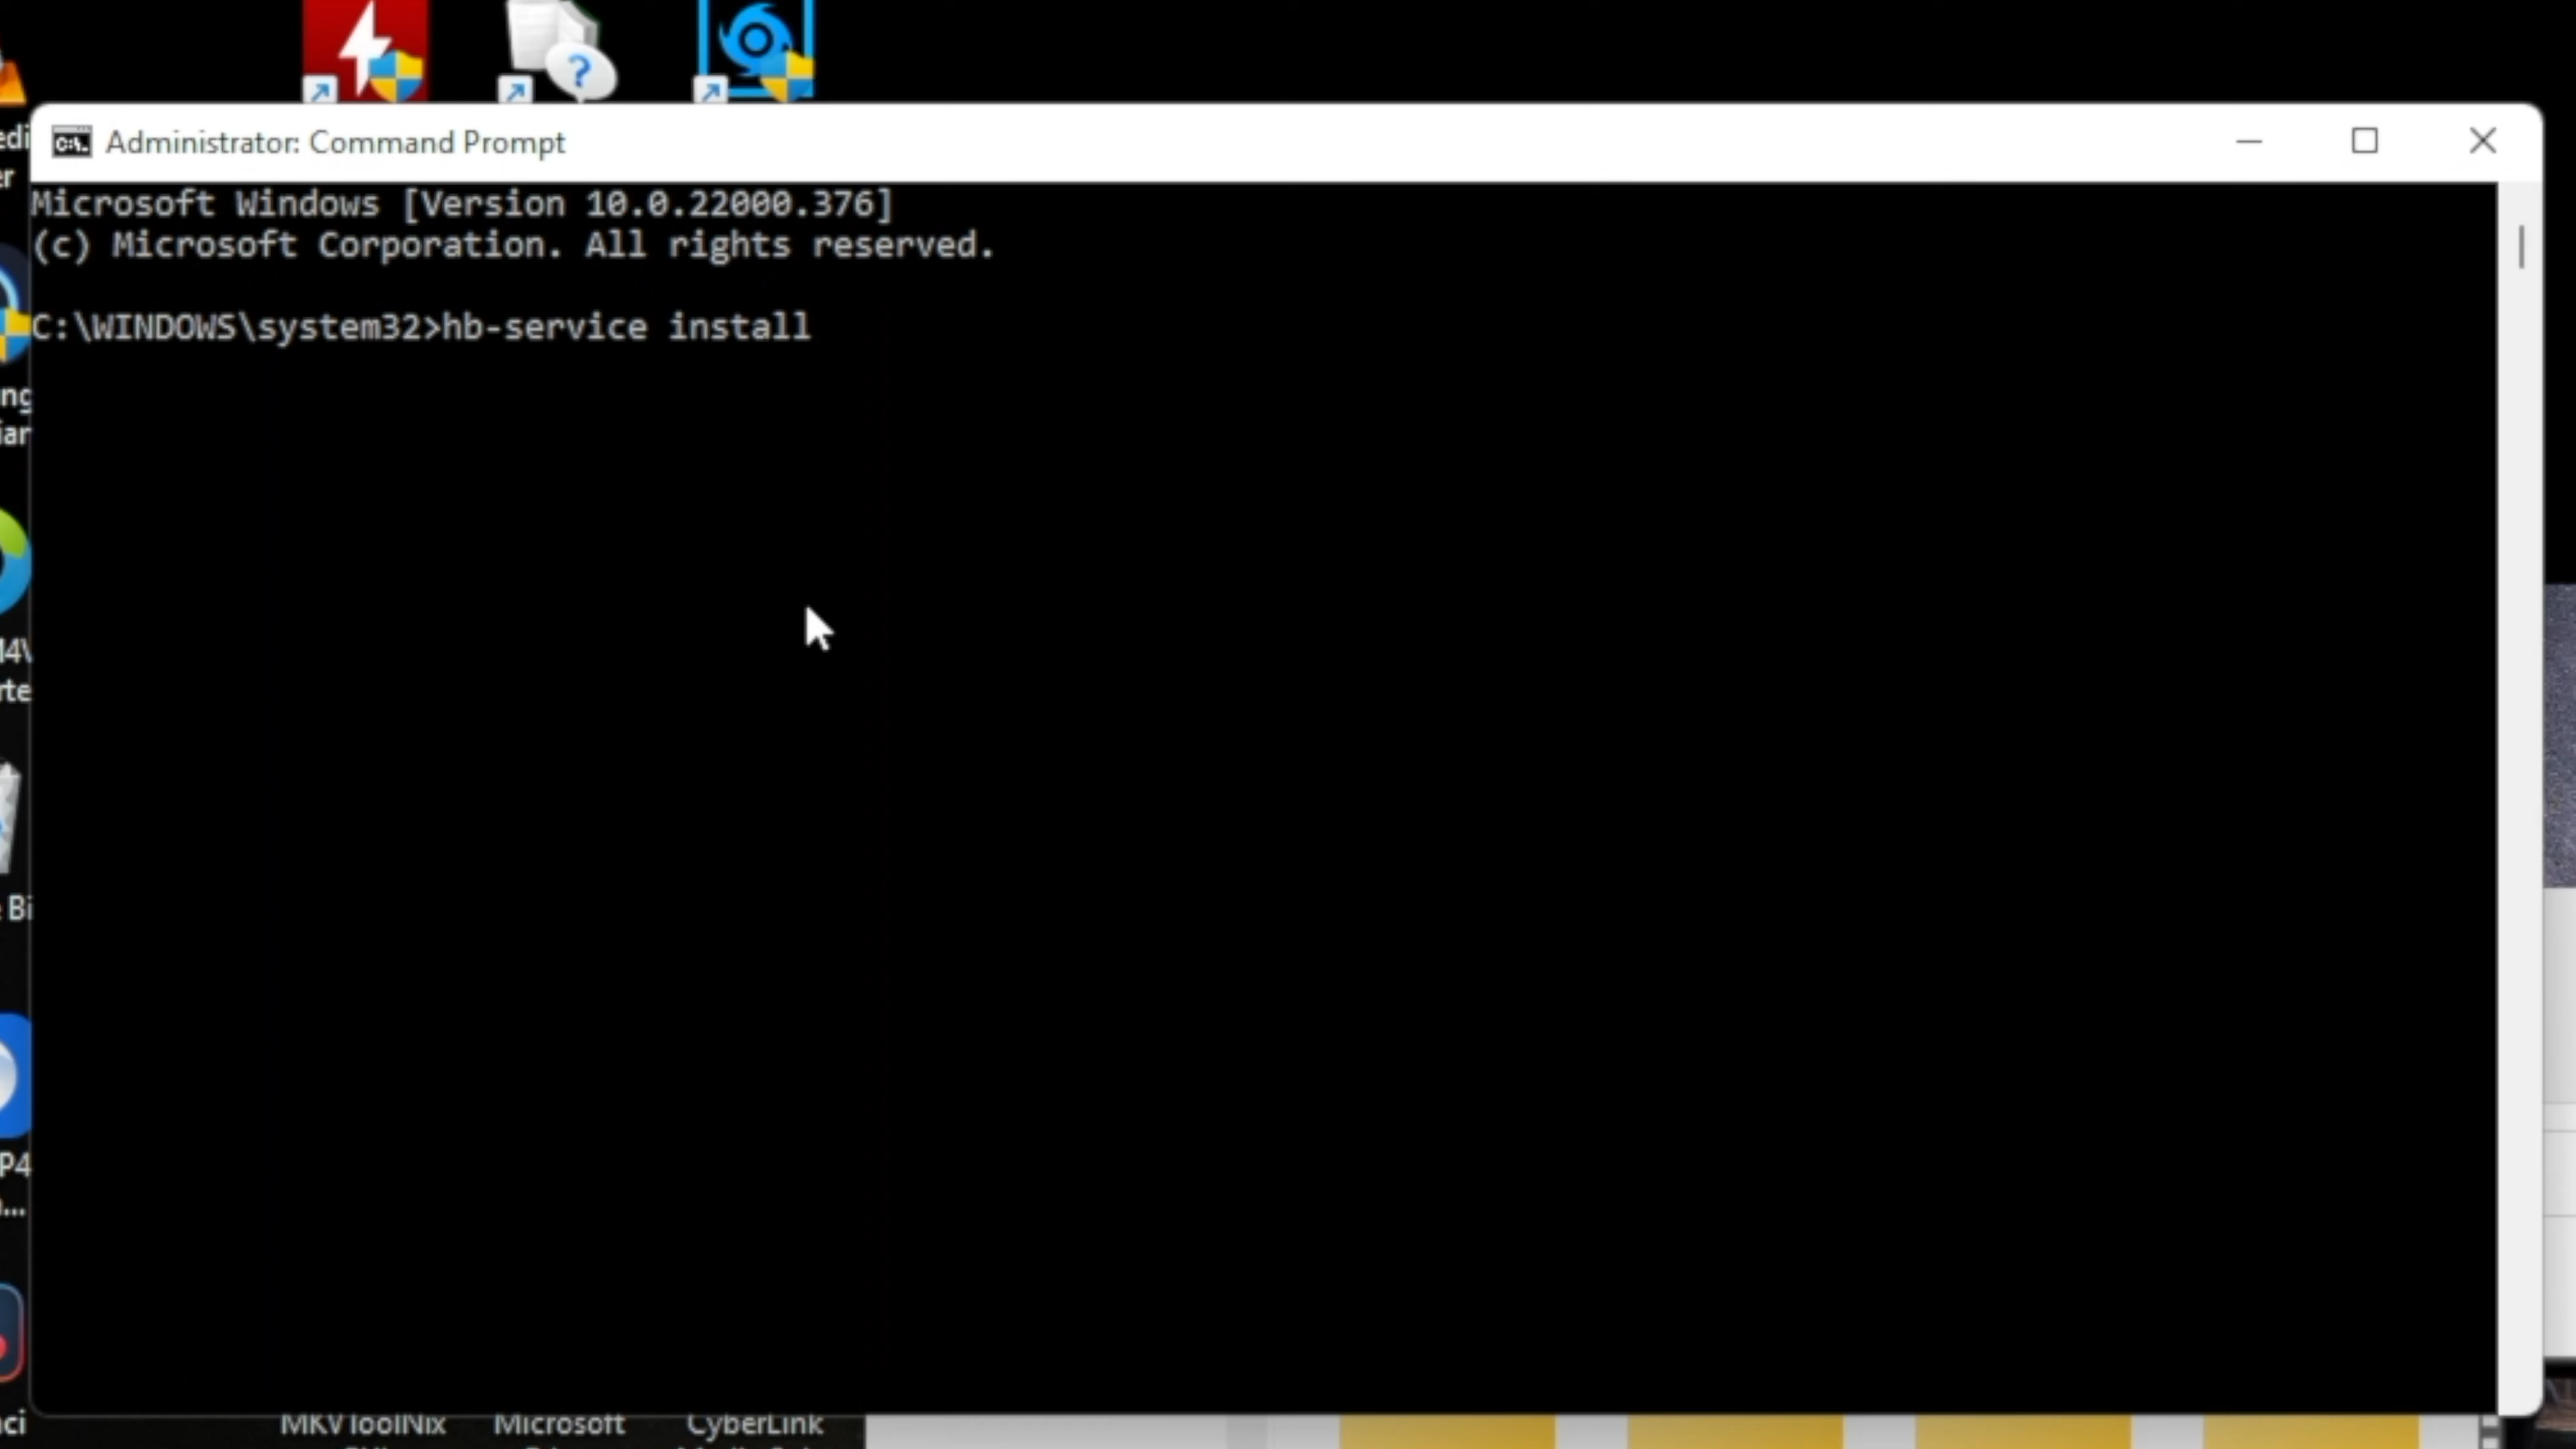 Administrator: Command Prompt
Microsoft Windows [Version 10.0.22000.376]
(c) Microsoft Corporation. All rights reserved.
C:\WINDOWS\system32>hb-service install
MKVToolNix
Microsoft
CyberLink